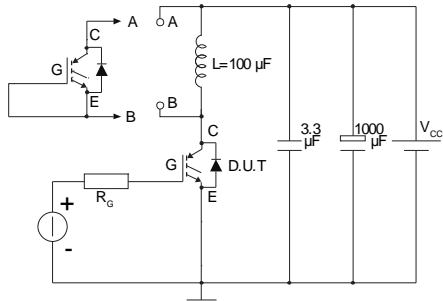 A
A
C
G
E
B
B
L=100 µF
C
G
D.U.T
E
R_G
+
-
3.3
µF
1000
µF
V_CC